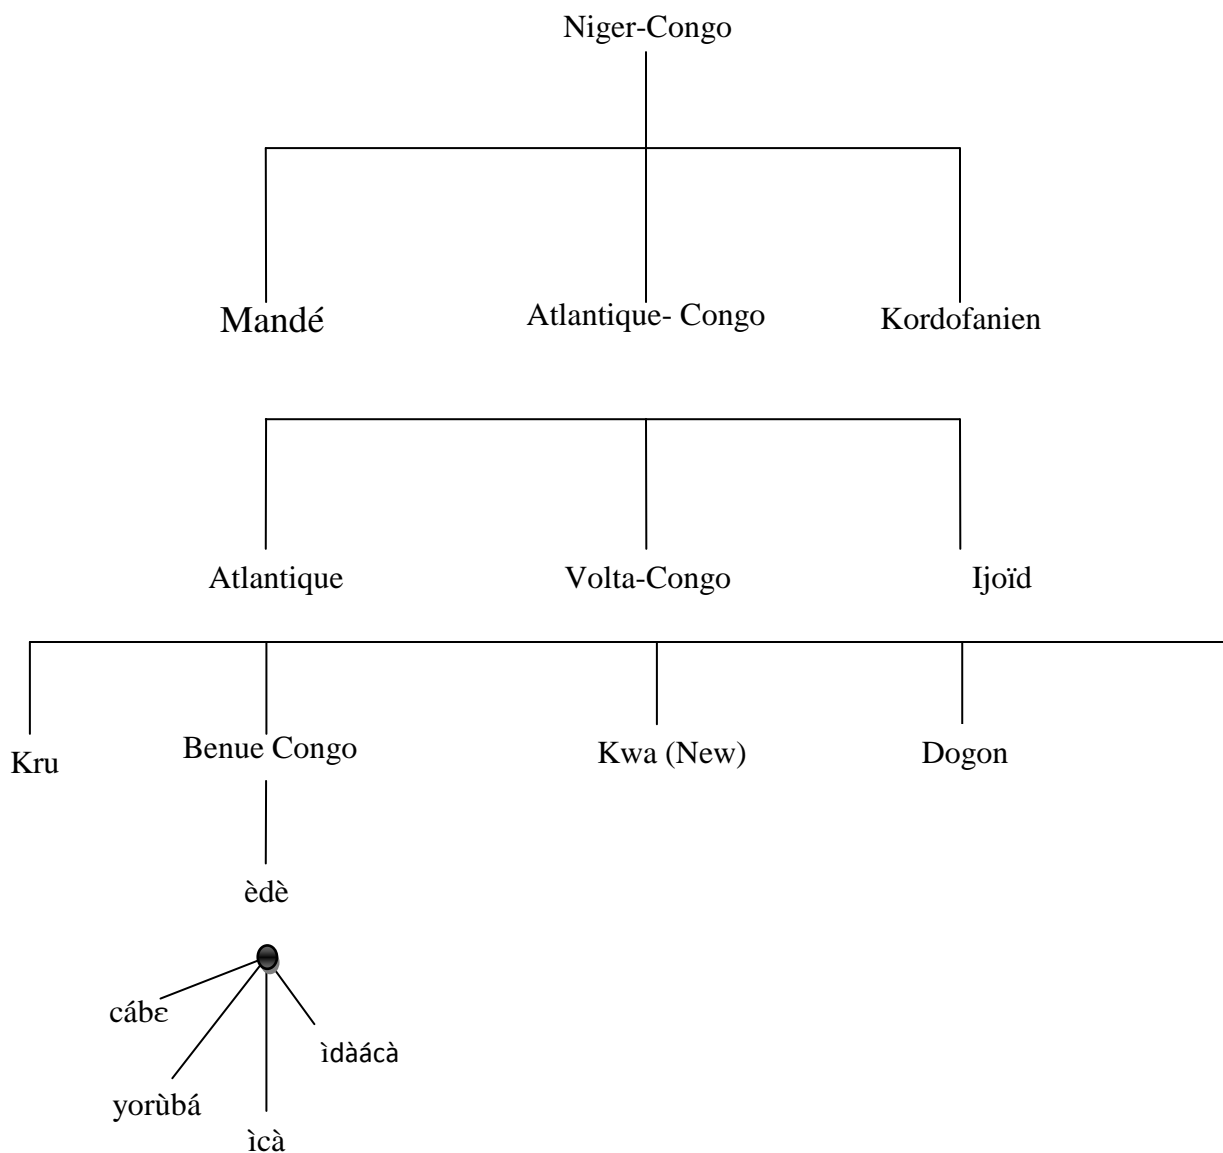 Niger-Congo
Mandé
Atlantique- Congo
Kordofanien
Atlantique
Volta-Congo
Ijoïd
Kru
Benue Congo
Kwa (New)
Dogon
èdè
cábɛ
ìdàácà
yorùbá
ìcà